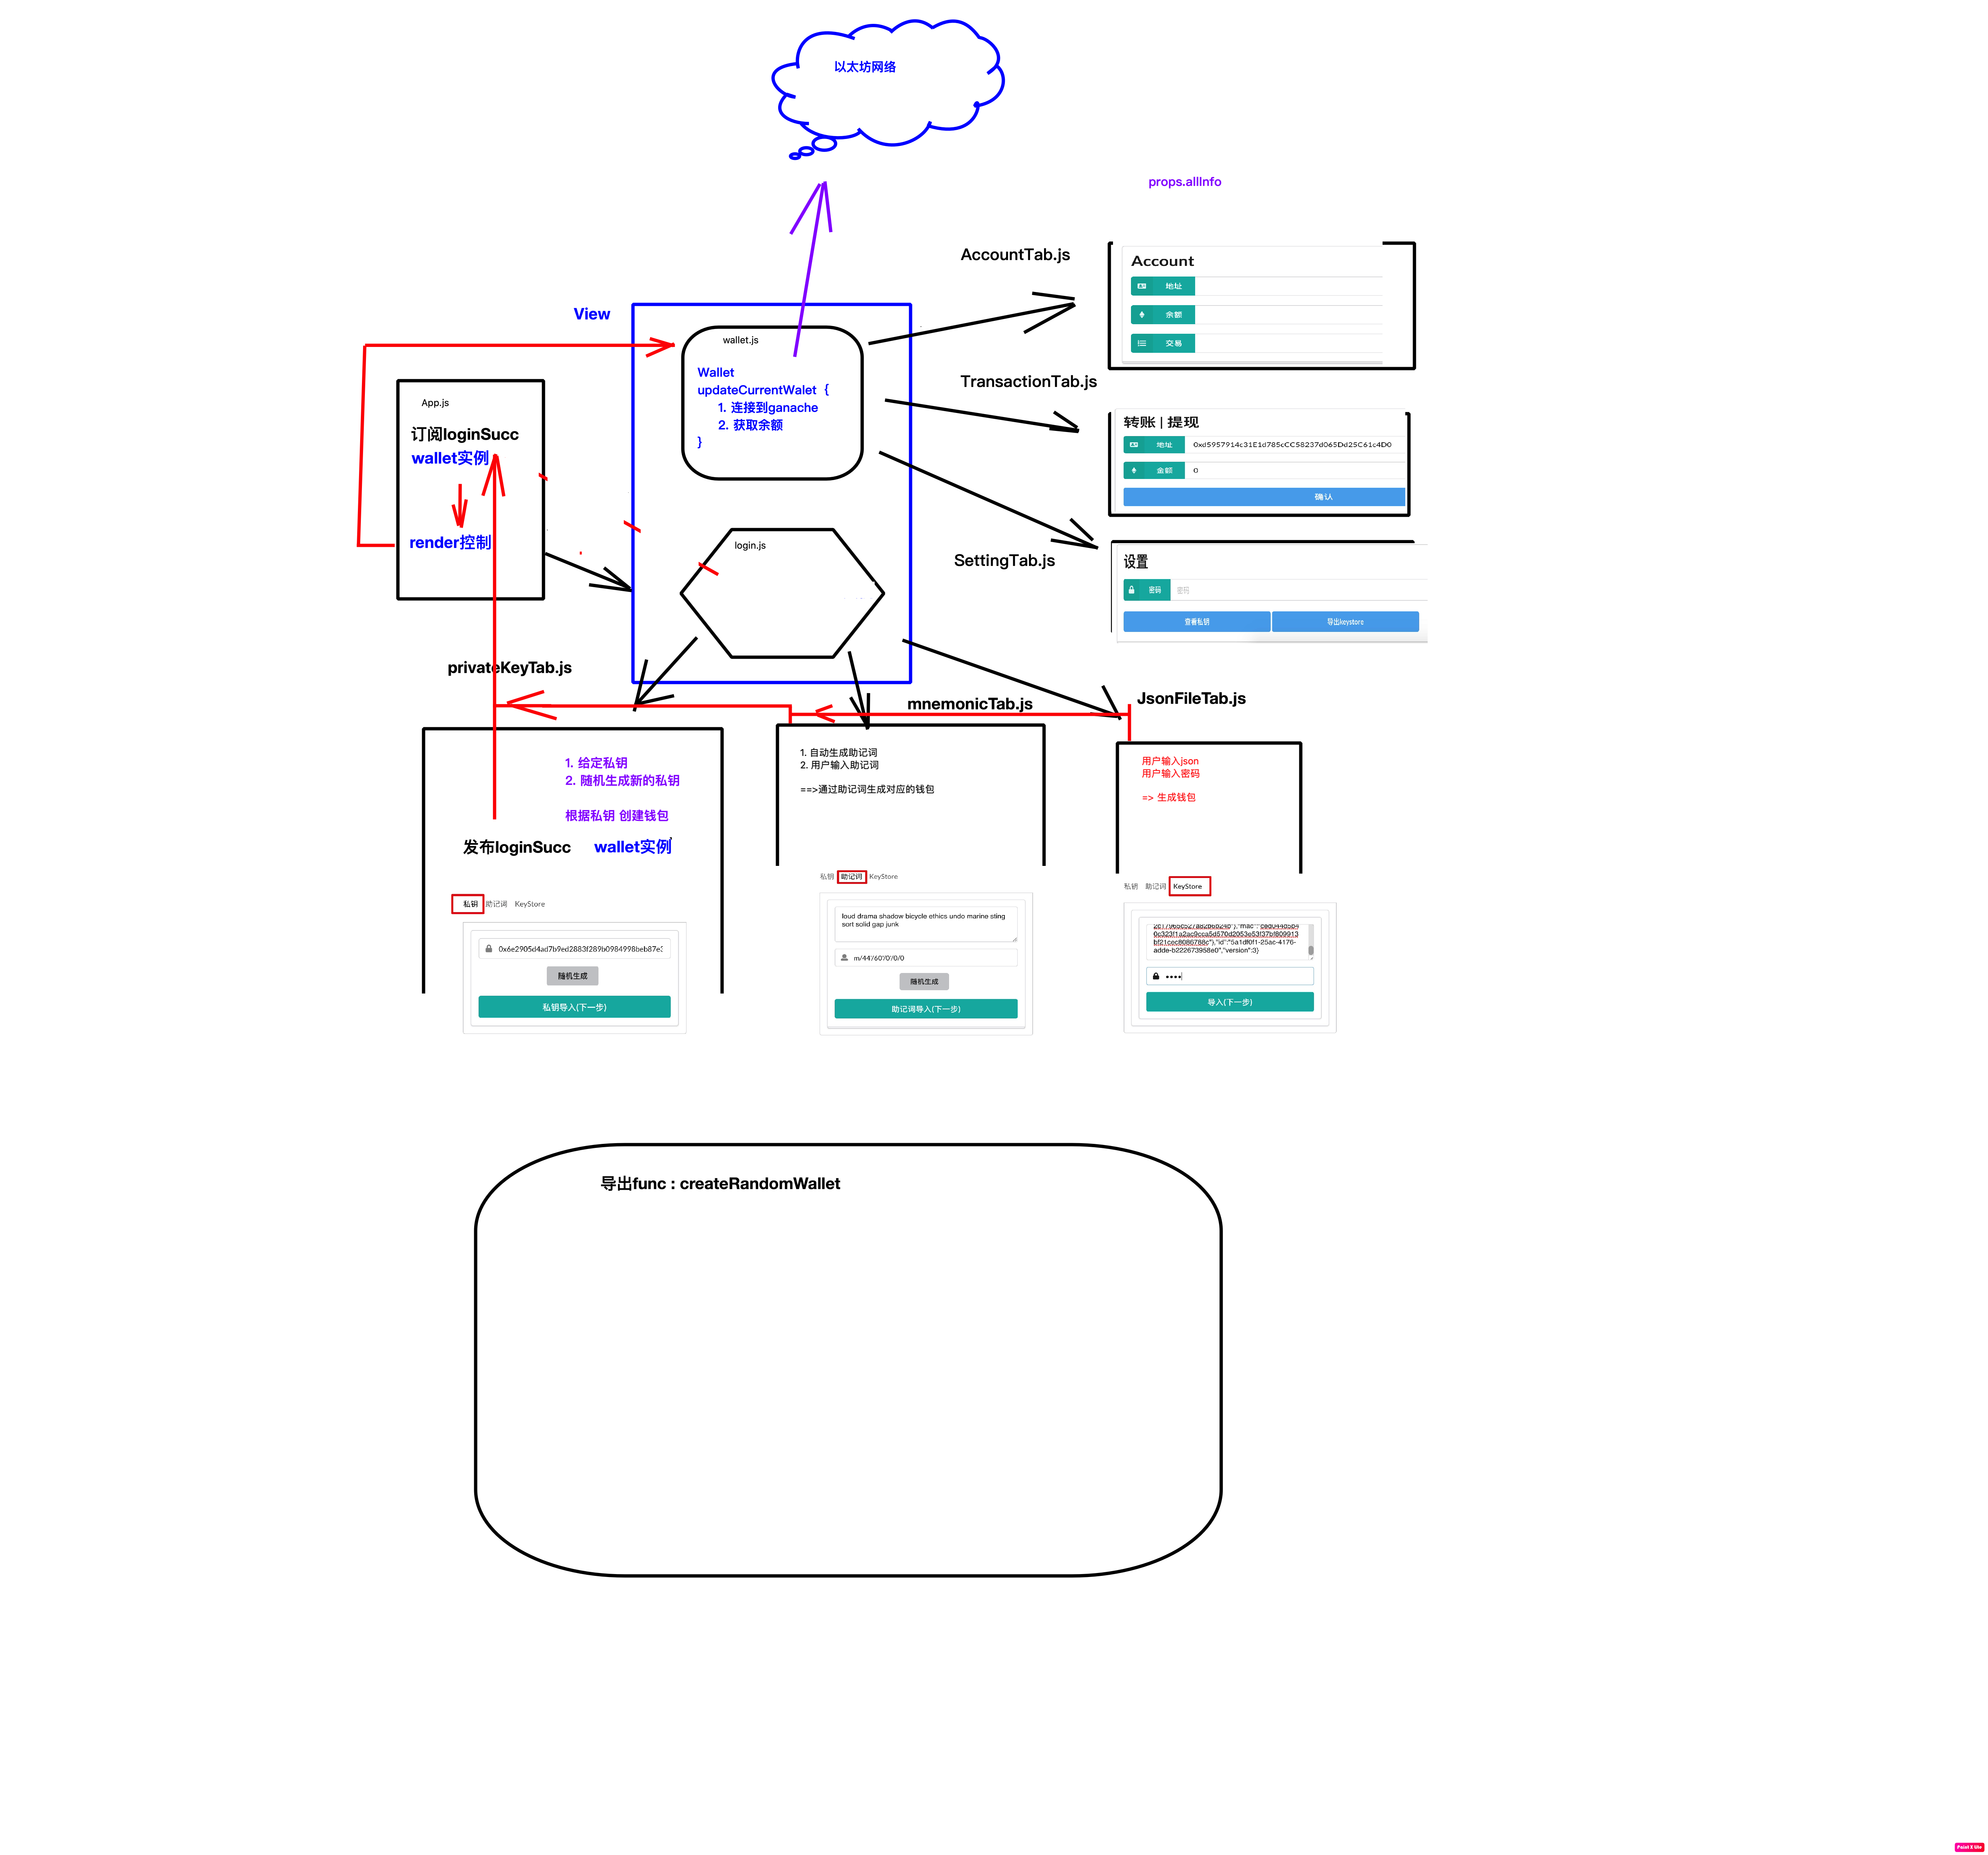 以太坊网络
props.allInfo
AccountTab.js
Account
地址
余额
交易
View
wallet.js
Wallet
updateCurrentWalet {
1. 连接到ganache
2. 获取余额
}
TransactionTab.js
转账 | 提现
地址 0xd5957914c31E1d785cCC58237d065Dd25C61c4D0
金额 0
确认
App.js
订阅loginSucc
wallet实例
render控制
login.js
SettingTab.js
设置
密码 密码
查看私钥 导出keystore
privateKeyTab.js
mnemonicTab.js
JsonFileTab.js
1. 给定私钥
2. 随机生成新的私钥
根据私钥 创建钱包
发布loginSucc wallet实例
私钥 助记词 KeyStore
0x6e2905d4ad7b9ed2883f289b0984998beb87e3
随机生成
私钥导入(下一步)
1. 自动生成助记词
2. 用户输入助记词
==>通过助记词生成对应的钱包
私钥 助记词 KeyStore
loud drama shadow bicycle ethics undo marine sting
sort solid gap junk
m/44'/60'/0'/0/0
随机生成
助记词导入(下一步)
用户输入json
用户输入密码
=> 生成钱包
私钥 助记词 KeyStore
0c323f1a2ac9cca5d570d2053e53f37bf809913
bf21cec8086788c"},"id":"5a1df0f1-25ac-4176-
adde-b222673958e0","version":3}
导入(下一步)
导出func : createRandomWallet